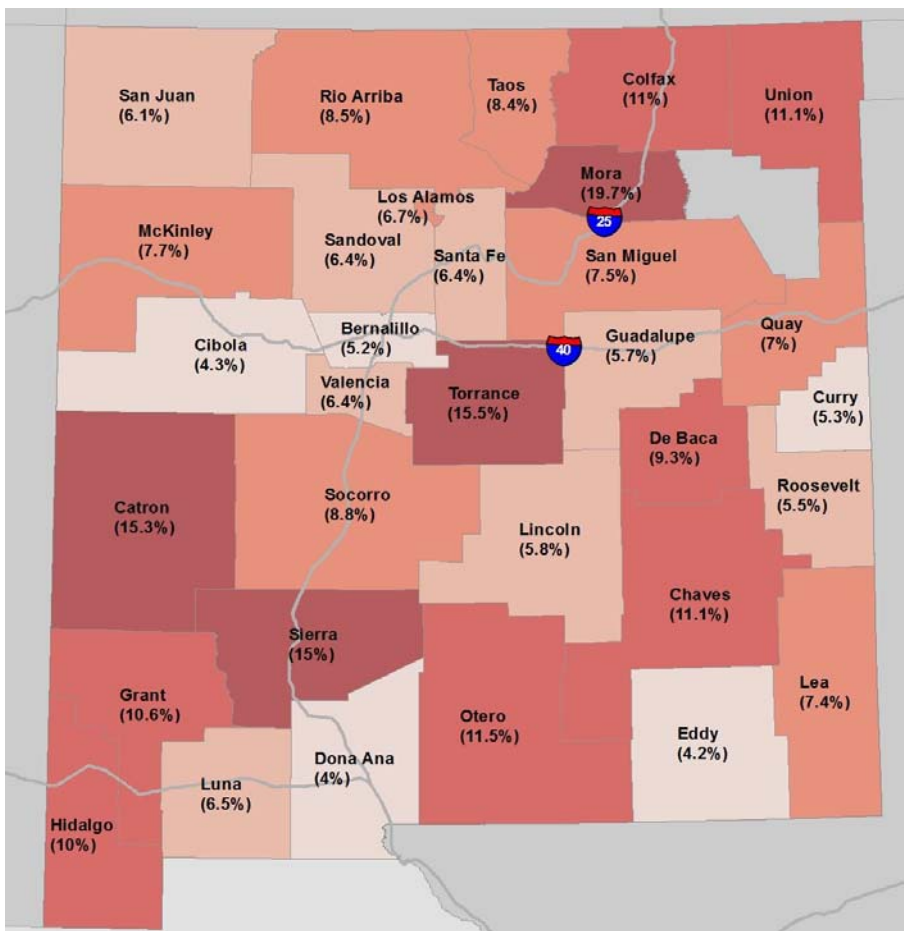 San Juan
(6.1%)
Rio Arriba
(8.5%)
Taos
(8.4%)
Colfax
(11%)
Union
(11.1%)
Mora
(19.7%)
Los Alamos
(6.7%)
25
McKinley
(7.7%)
Sandoval
(6.4%)
Santa Fe
(6.4%)
San Miguel
(7.5%)
Cibola
(4.3%)
Bernalillo
(5.2%)
40
Guadalupe
(5.7%)
Quay
(7%)
Valencia
(6.4%)
Torrance
(15.5%)
Curry
(5.3%)
De Baca
(9.3%)
Roosevelt
(5.5%)
Catron
(15.3%)
Socorro
(8.8%)
Lincoln
(5.8%)
Chaves
(11.1%)
Sierra
(15%)
Grant
(10.6%)
Otero
(11.5%)
Eddy
(4.2%)
Lea
(7.4%)
Luna
(6.5%)
Dona Ana
(4%)
Hidalgo
(10%)